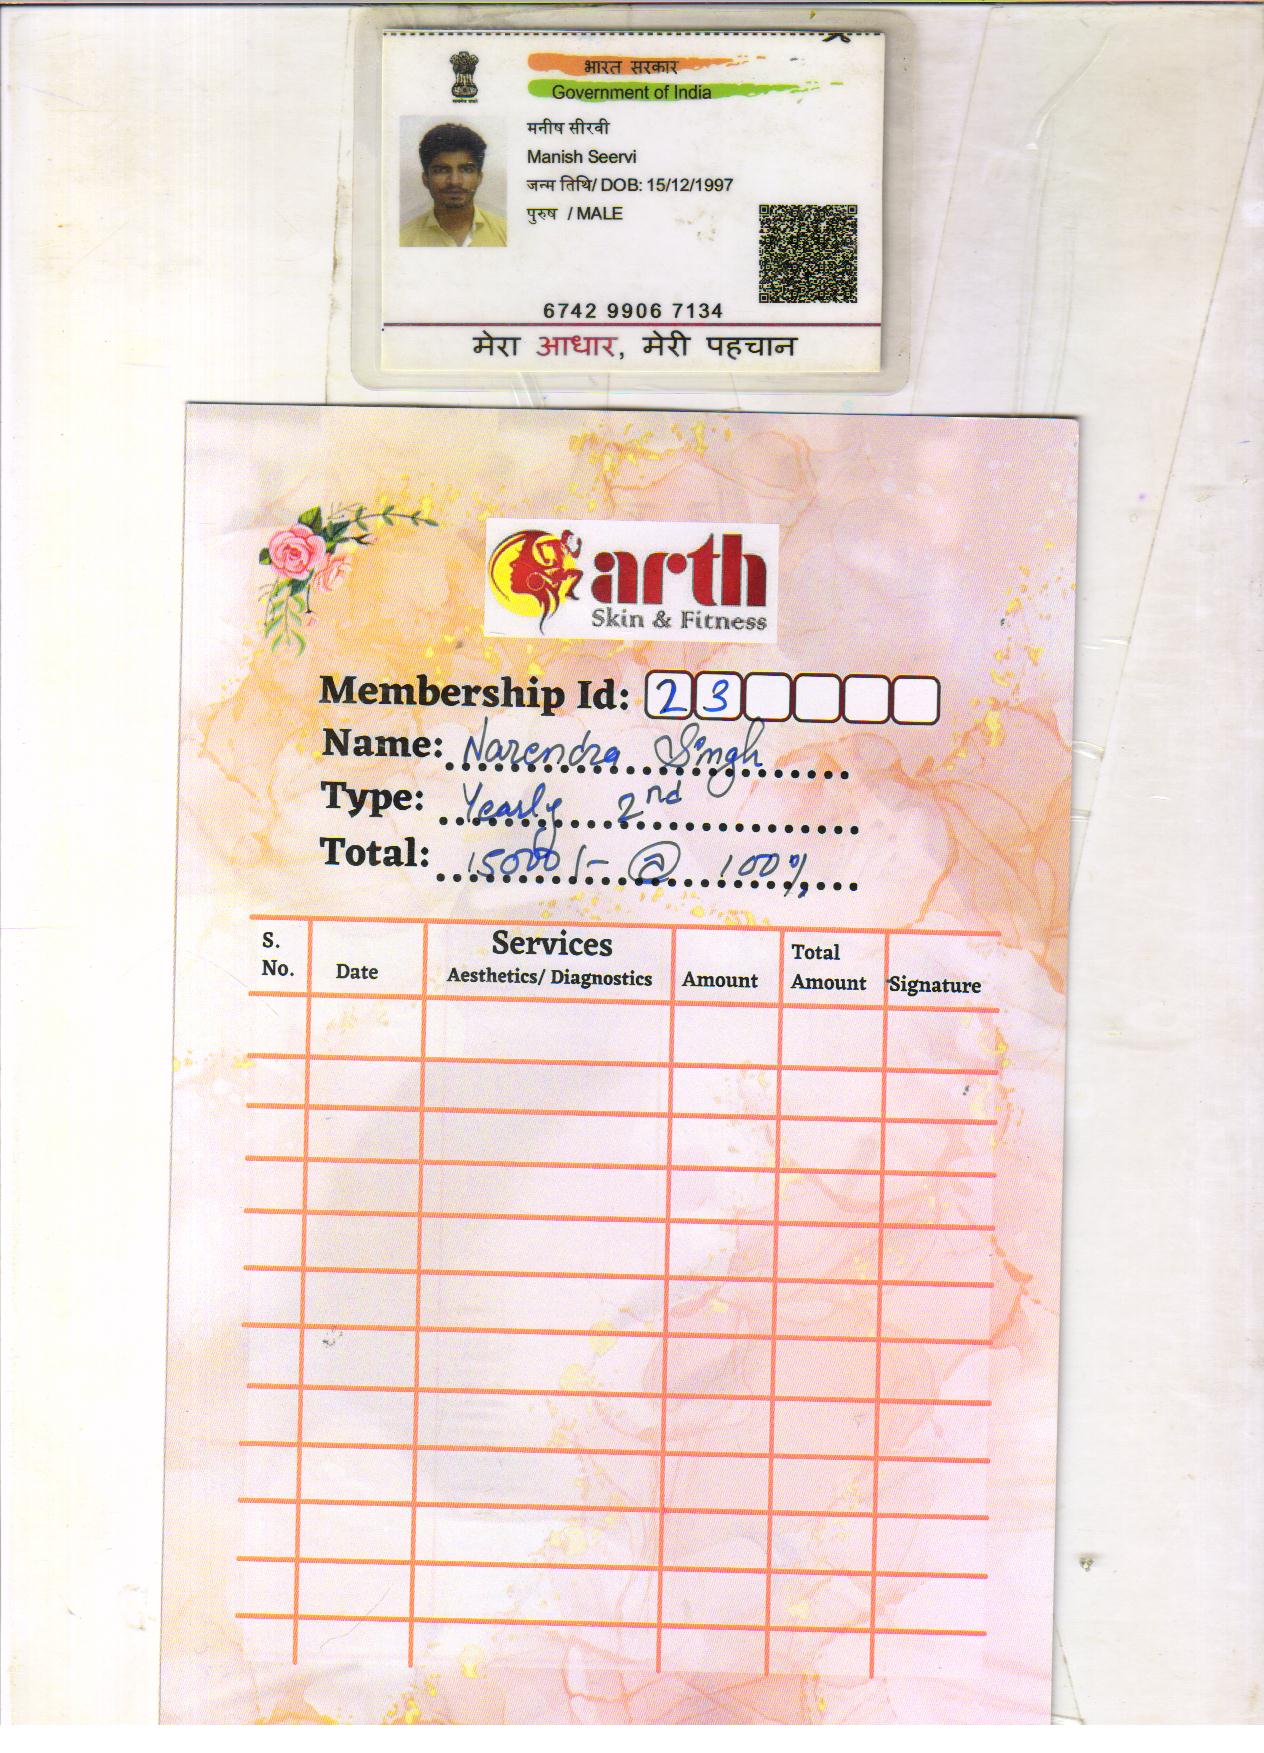 भारत सरकार
Government of India
मनीष सीरवी
Manish Seervi
जन्म तिथि/ DOB: 15/12/1997
पुरुष / MALE
6742 9906 7134
मेरा आधार, मेरी पहचान
arth
Skin & Fitness
Membership Id: 23
Name: Narendra Singh
Type: Yearly 2nd
Total: 15000/- @ 100%
S. No. Date Services Aesthetics/ Diagnostics Amount Total Amount Signature